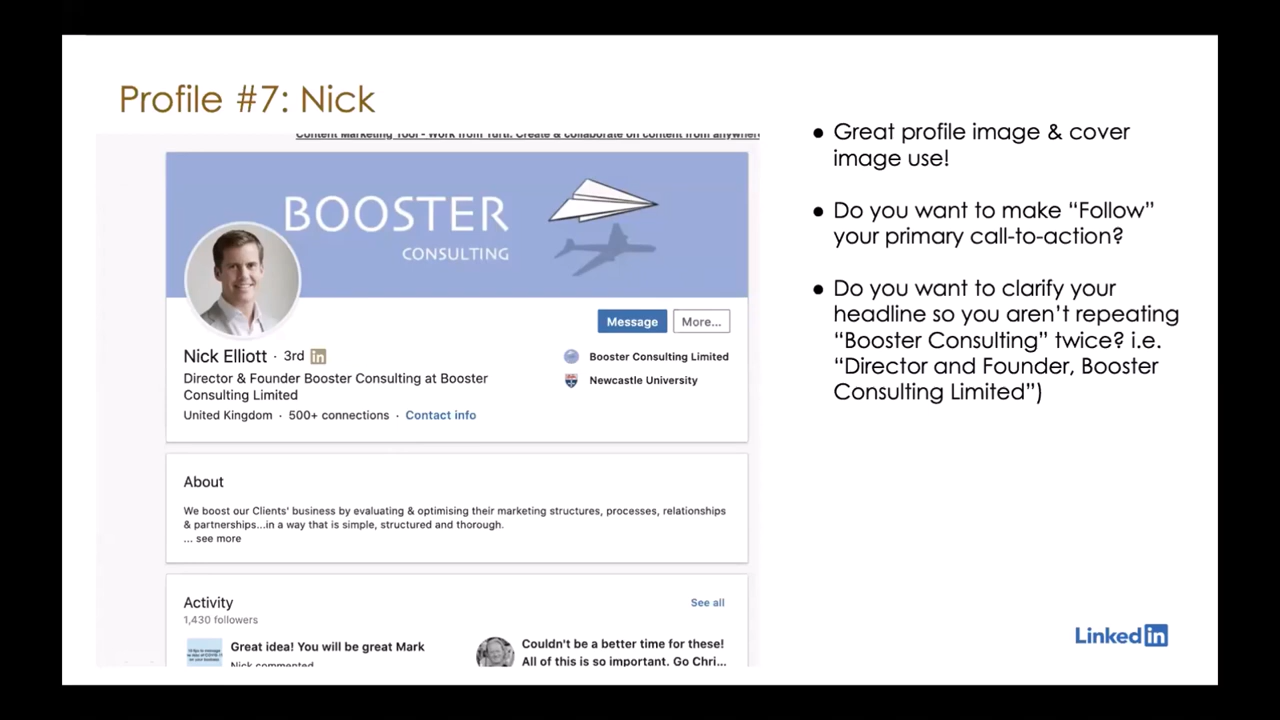 Profile #7: Nick
Content Marketing Tool - Work from Turtl. Create & collaborate on content from anywhere
BOOSTER
CONSULTING
Message
More...
Nick Elliott · 3rd in
Director & Founder Booster Consulting at Booster
Consulting Limited
United Kingdom · 500+ connections · Contact info
Booster Consulting Limited
Newcastle University
About
We boost our Clients' business by evaluating & optimising their marketing structures, processes, relationships
& partnerships...in a way that is simple, structured and thorough.
... see more
Activity
See all
1,430 followers
Great idea! You will be great Mark
Nick commented
Couldn't be a better time for these!
All of this is so important. Go Chri...
● Great profile image & cover
image use!
● Do you want to make “Follow”
your primary call-to-action?
● Do you want to clarify your
headline so you aren’t repeating
“Booster Consulting” twice? i.e.
“Director and Founder, Booster
Consulting Limited”)
Linked in